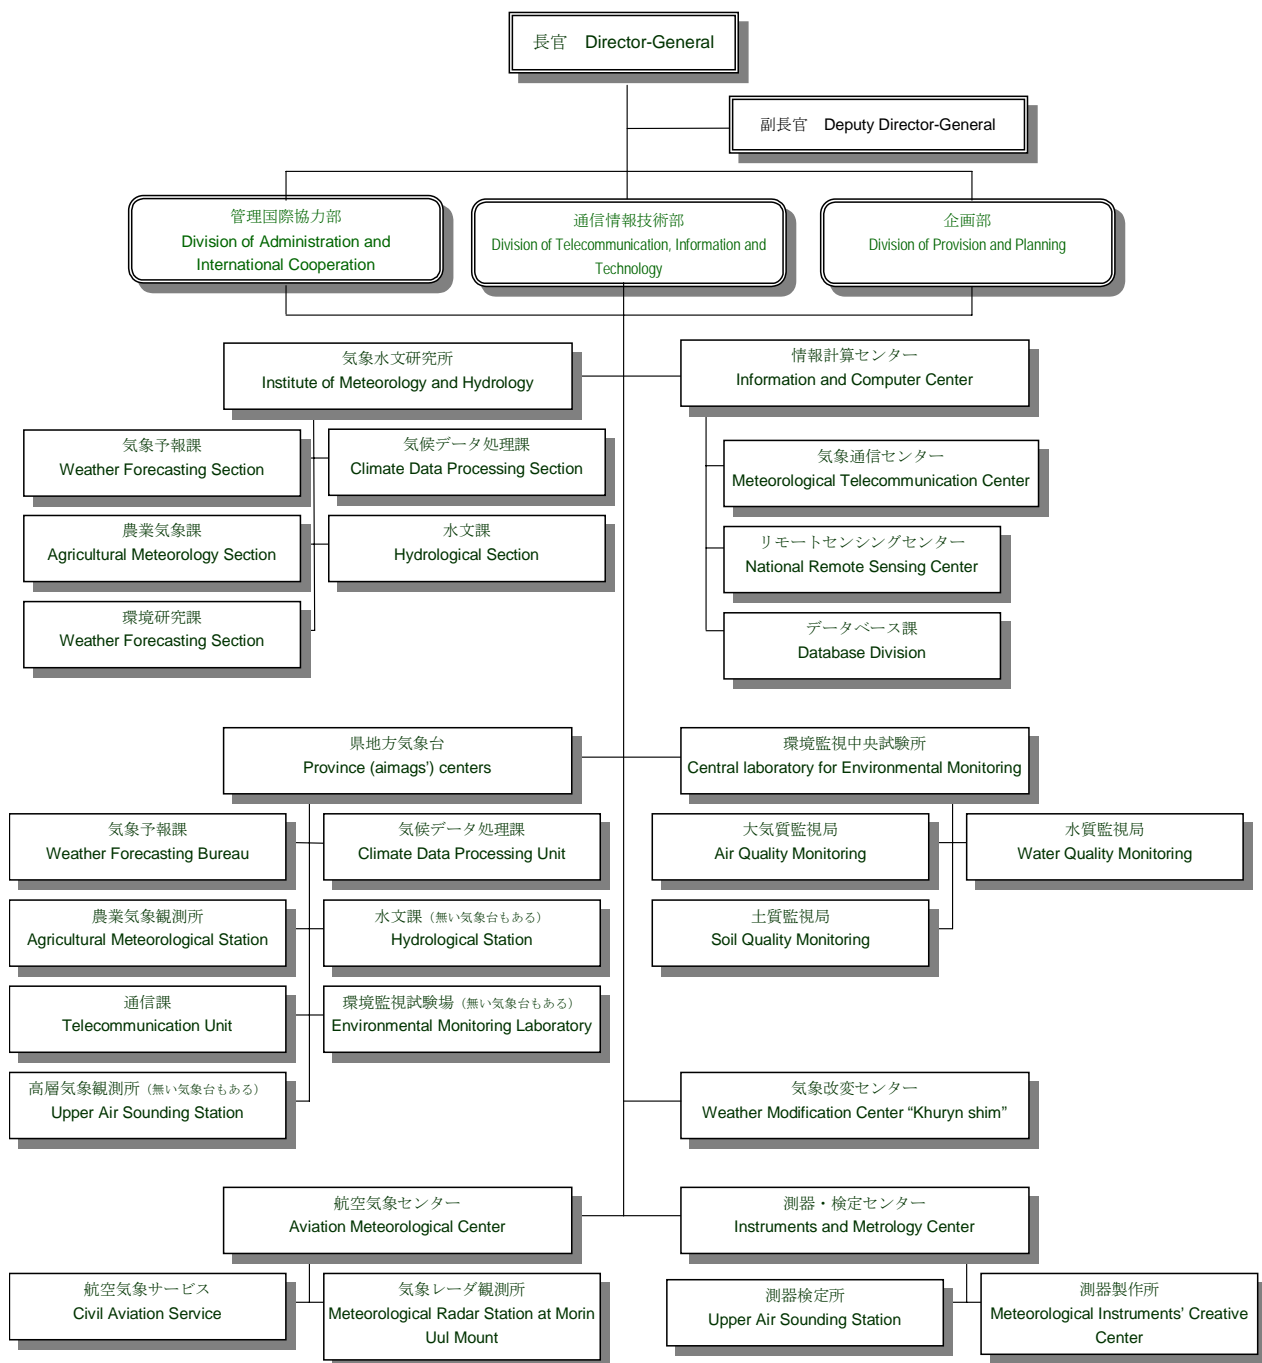 長官 Director-General
副長官 Deputy Director-General
管理国際協力部
Division of Administration and
International Cooperation
通信情報技術部
Division of Telecommunication, Information and
Technology
企画部
Division of Provision and Planning
気象水文研究所
Institute of Meteorology and Hydrology
情報計算センター
Information and Computer Center
気象予報課
Weather Forecasting Section
気候データ処理課
Climate Data Processing Section
農業気象課
Agricultural Meteorology Section
水文課
Hydrological Section
環境研究課
Weather Forecasting Section
気象通信センター
Meteorological Telecommunication Center
リモートセンシングセンター
National Remote Sensing Center
データベース課
Database Division
県地方気象台
Province (aimags') centers
環境監視中央試験所
Central laboratory for Environmental Monitoring
気象予報課
Weather Forecasting Bureau
気候データ処理課
Climate Data Processing Unit
農業気象観測所
Agricultural Meteorological Station
水文課（無い気象台もある）
Hydrological Station
通信課
Telecommunication Unit
環境監視試験場（無い気象台もある）
Environmental Monitoring Laboratory
高層気象観測所（無い気象台もある）
Upper Air Sounding Station
大気質監視局
Air Quality Monitoring
水質監視局
Water Quality Monitoring
土質監視局
Soil Quality Monitoring
気象改変センター
Weather Modification Center “Khuryn shim”
航空気象センター
Aviation Meteorological Center
測器・検定センター
Instruments and Metrology Center
航空気象サービス
Civil Aviation Service
気象レーダ観測所
Meteorological Radar Station at Morin
Uul Mount
測器検定所
Upper Air Sounding Station
測器製作所
Meteorological Instruments’ Creative
Center